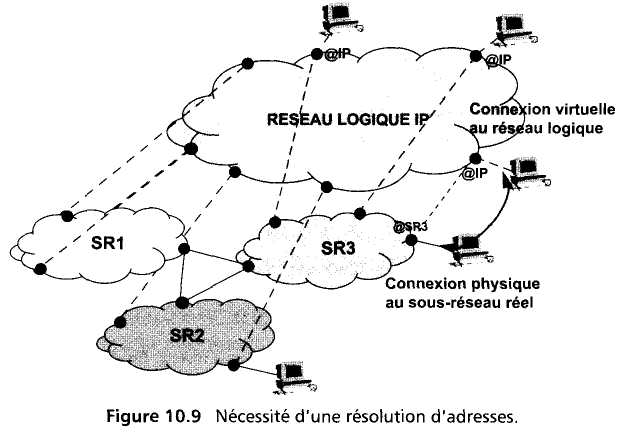 @IP
@IP
RESEAU LOGIQUE IP
Connexion virtuelle
au réseau logique
@IP
@SR3
SR1
SR3
Connexion physique
au sous-réseau réel
SR2
Figure 10.9 Nécessité d'une résolution d'adresses.